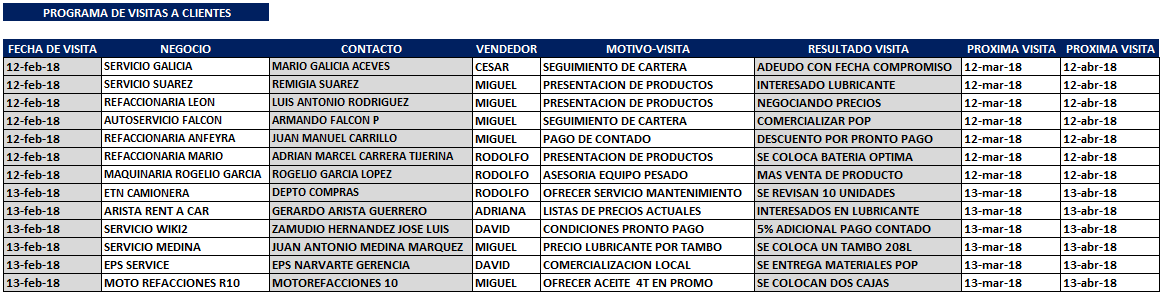 PROGRAMA DE VISITAS A CLIENTES
FECHA DE VISITA NEGOCIO CONTACTO VENDEDOR MOTIVO-VISITA RESULTADO VISITA PROXIMA VISITA PROXIMA VISITA
12-feb-18 SERVICIO GALICIA MARIO GALICIA ACEVES CESAR SEGUIMIENTO DE CARTERA ADEUDO CON FECHA COMPROMISO 12-mar-18 12-abr-18
12-feb-18 SERVICIO SUAREZ REMIGIA SUAREZ MIGUEL PRESENTACION DE PRODUCTOS INTERESADO LUBRICANTE 12-mar-18 12-abr-18
12-feb-18 REFACCIONARIA LEON LUIS ANTONIO RODRIGUEZ MIGUEL PRESENTACION DE PRODUCTOS NEGOCIANDO PRECIOS 12-mar-18 12-abr-18
12-feb-18 AUTOSERVICIO FALCON ARMANDO FALCON P MIGUEL SEGUIMIENTO DE CARTERA COMERCIALIZAR POP 12-mar-18 12-abr-18
12-feb-18 REFACCIONARIA ANFEYRA JUAN MANUEL CARRILLO MIGUEL PAGO DE CONTADO DESCUENTO POR PRONTO PAGO 12-mar-18 12-abr-18
12-feb-18 REFACCIONARIA MARIO ADRIAN MARCEL CARRERA TIJERINA RODOLFO PRESENTACION DE PRODUCTOS SE COLOCA BATERIA OPTIMA 12-mar-18 12-abr-18
12-feb-18 MAQUINARIA ROGELIO GARCIA ROGELIO GARCIA LOPEZ RODOLFO ASESORIA EQUIPO PESADO MAS VENTA DE PRODUCTO 12-mar-18 12-abr-18
13-feb-18 ETN CAMIONERA DEPTO COMPRAS RODOLFO OFRECER SERVICIO MANTENIMIENTO SE REVISAN 10 UNIDADES 13-mar-18 13-abr-18
13-feb-18 ARISTA RENT A CAR GERARDO ARISTA GUERRERO ADRIANA LISTAS DE PRECIOS ACTUALES INTERESADOS EN LUBRICANTE 13-mar-18 13-abr-18
13-feb-18 SERVICIO WIKI2 ZAMUDIO HERNANDEZ JOSE LUIS DAVID CONDICIONES PRONTO PAGO 5% ADICIONAL PAGO CONTADO 13-mar-18 13-abr-18
13-feb-18 SERVICIO MEDINA JUAN ANTONIO MEDINA MARQUEZ MIGUEL PRECIO LUBRICANTE POR TAMBO SE COLOCA UN TAMBO 208L 13-mar-18 13-abr-18
13-feb-18 EPS SERVICE EPS NARVARTE GERENCIA DAVID COMERCIALIZACION LOCAL SE ENTREGA MATERIALES POP 13-mar-18 13-abr-18
13-feb-18 MOTO REFACCIONES R10 MOTOREFACCIONES 10 MIGUEL OFRECER ACEITE 4T EN PROMO SE COLOCAN DOS CAJAS 13-mar-18 13-abr-18